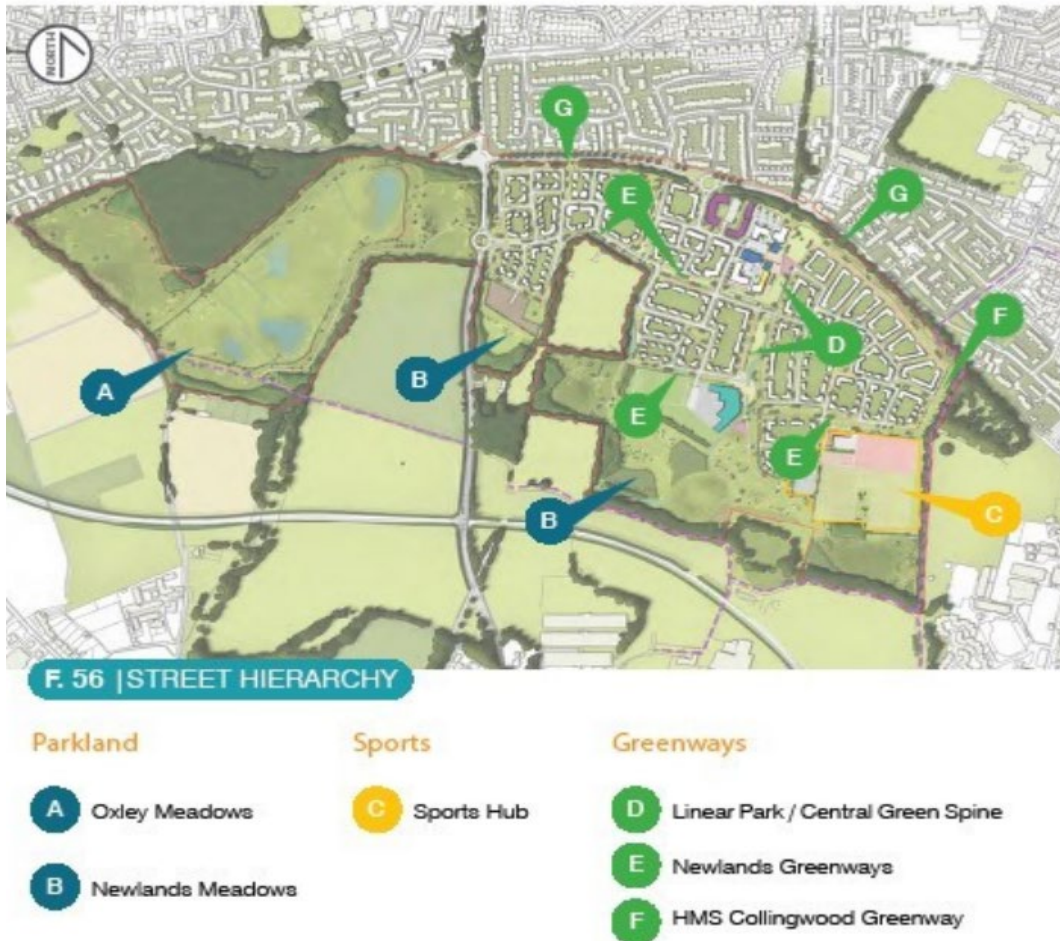 NORTH
G
E
G
F
D
A
B
E
E
B
C
F. 56 | STREET HIERARCHY
Parkland
Sports
Greenways
A Oxley Meadows
C Sports Hub
D Linear Park / Central Green Spine
E Newlands Greenways
B Newlands Meadows
F HMS Collingwood Greenway